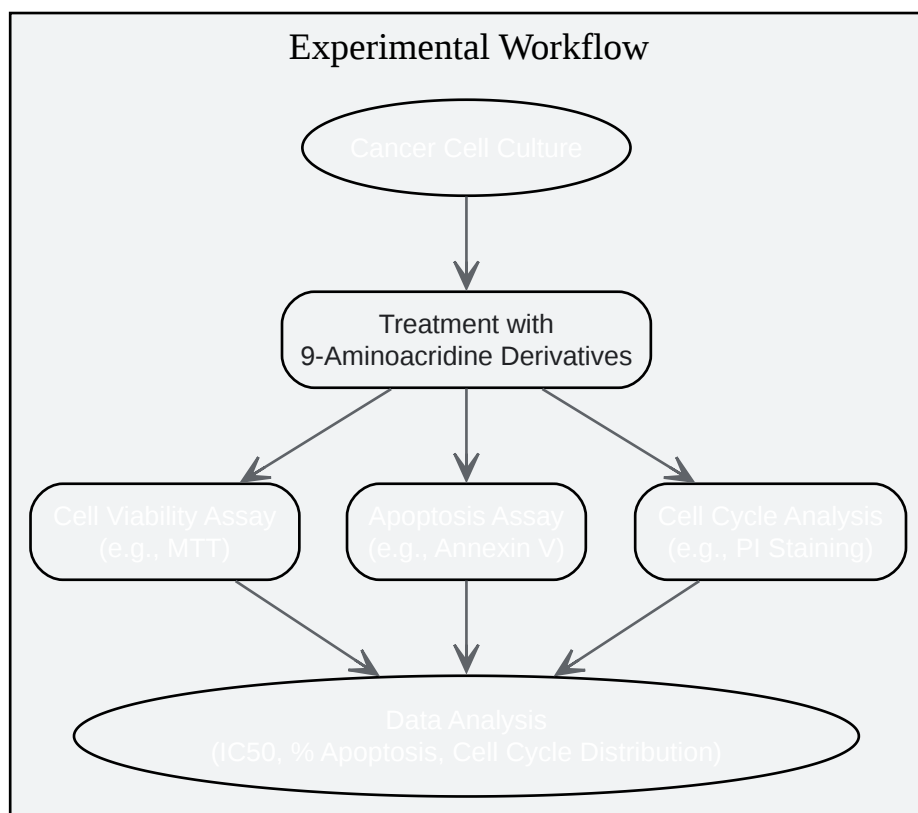 Experimental Workflow
Cancer Cell Culture
Treatment with
9-Aminoacridine Derivatives
Cell Viability Assay
(e.g., MTT)
Apoptosis Assay
(e.g., Annexin V)
Cell Cycle Analysis
(e.g., PI Staining)
Data Analysis
(IC50, % Apoptosis, Cell Cycle Distribution)